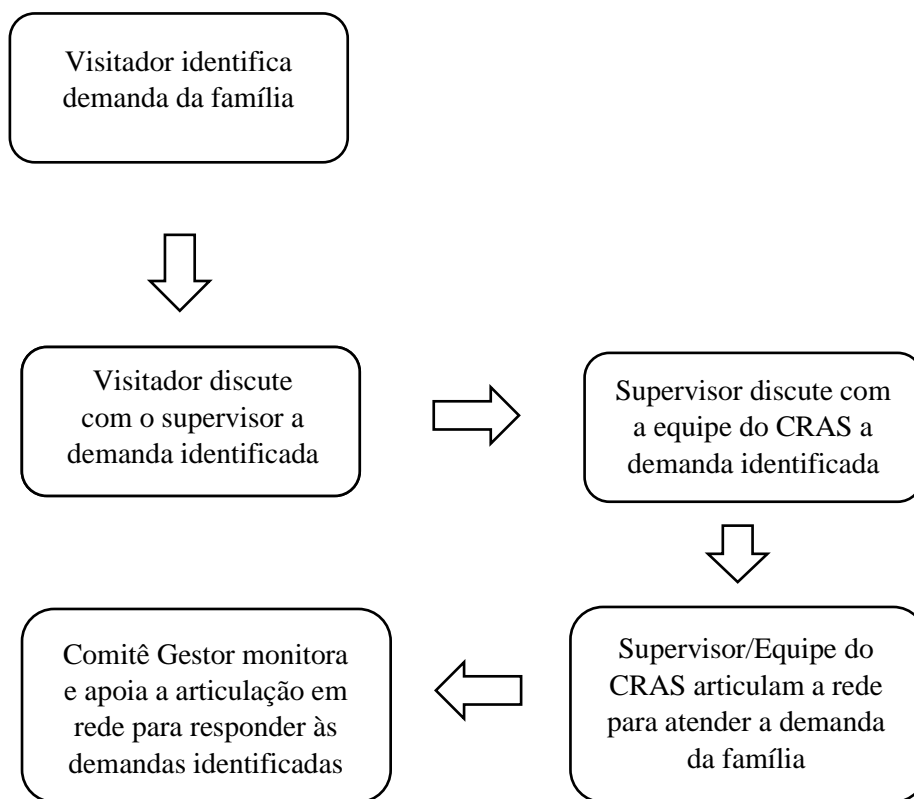 Visitador identifica
demanda da família
Visitador discute
com o supervisor a
demanda identificada
Supervisor discute com
a equipe do CRAS a
demanda identificada
Supervisor/Equipe do
CRAS articulam a rede
para atender a demanda
da família
Comitê Gestor monitora
e apoia a articulação em
rede para responder às
demandas identificadas